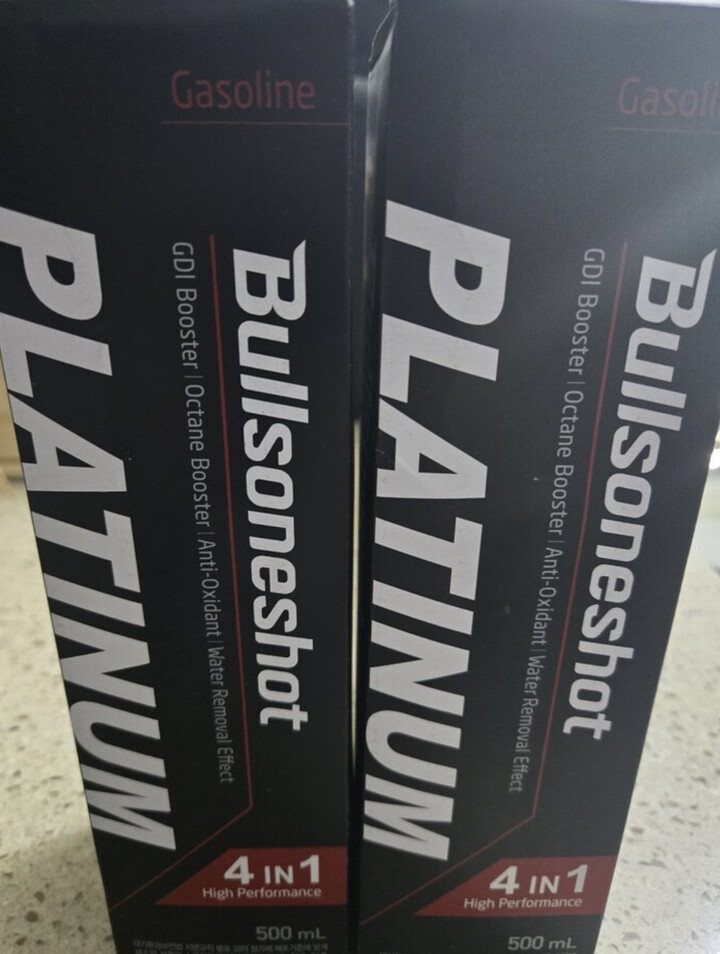 Gasoline
Bullsoneshot
GDI Booster | Octane Booster | Anti-Oxidant | Water Removal Effect
PLATINUM
4 IN 1
High Performance
500 mL
Gasoli
Bullsoneshot
GDI Booster | Octane Booster | Anti-Oxidant | Water Removal Effect
PLATINUM
4 IN 1
High Performance
500 mL